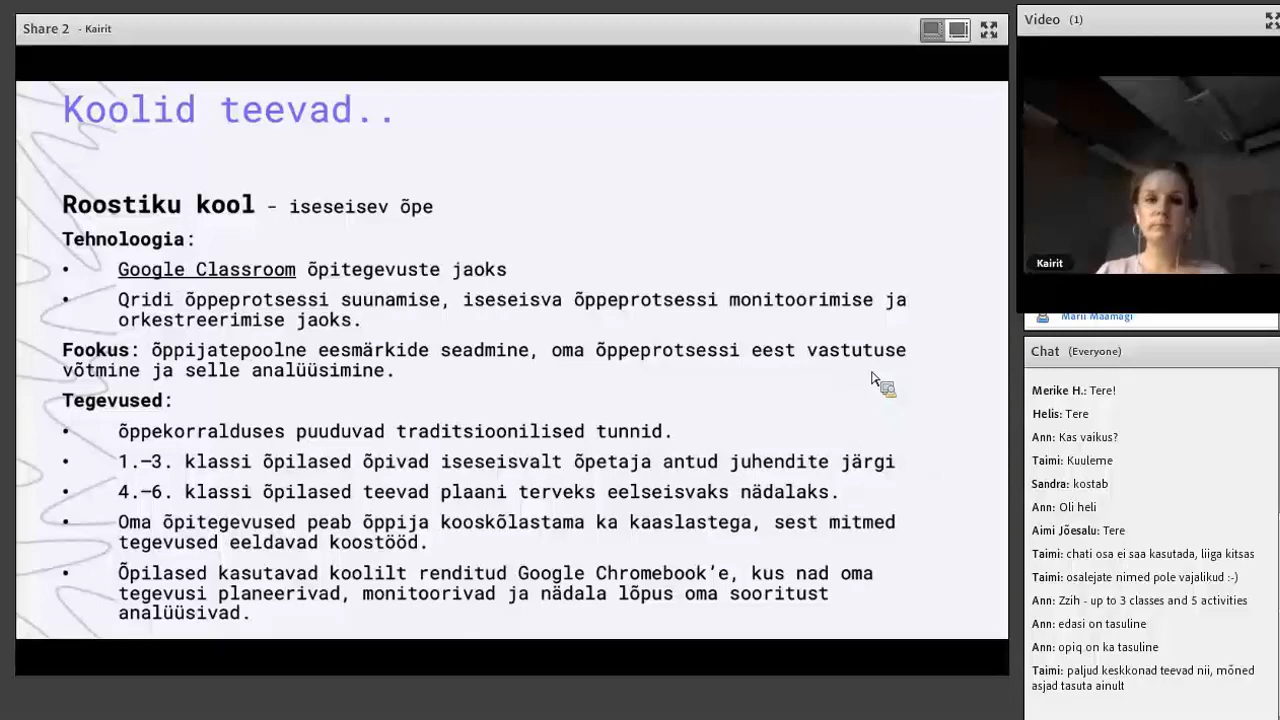 Share 2 - Kairit
Koolid teevad..
Roostiku kool - iseseisev õpe
Tehnoloogia:
• Google Classroom õpitegevuste jaoks
• Qridi õppeprotsessi suunamise, iseseisva õppeprotsessi monitoorimise ja
orkestreerimise jaoks.
Fookus: õppijatepoolne eesmärkide seadmine, oma õppeprotsessi eest vastutuse
võtmine ja selle analüüsimine.
Tegevused:
• õppekorralduses puuduvad traditsioonilised tunnid.
• 1.–3. klassi õpilased õpivad iseseisvalt õpetaja antud juhendite järgi
• 4.–6. klassi õpilased teevad plaani terveks eelseisvaks nädalaks.
• Oma õpitegevused peab õppija kooskõlastama ka kaaslastega, sest mitmed
tegevused eeldavad koostööd.
• Õpilased kasutavad koolilt renditud Google Chromebook’e, kus nad oma
tegevusi planeerivad, monitoorivad ja nädala lõpus oma sooritust
analüüsivad.
Video (1)
Kairit
Marii Maamägi
Chat (Everyone)
Merike H.: Tere!
Helis: Tere
Ann: Kas vaikus?
Taimi: Kuuleme
Sandra: kostab
Ann: Oli heli
Aimi Jõesalu: Tere
Taimi: chati osa ei saa kasutada, liiga kitsas
Taimi: osalejate nimed pole vajalikud :-)
Ann: Zzih - up to 3 classes and 5 activities
Ann: edasi on tasuline
Ann: opiq on ka tasuline
Taimi: paljud keskkonad teevad nii, mõned
asjad tasuta ainult